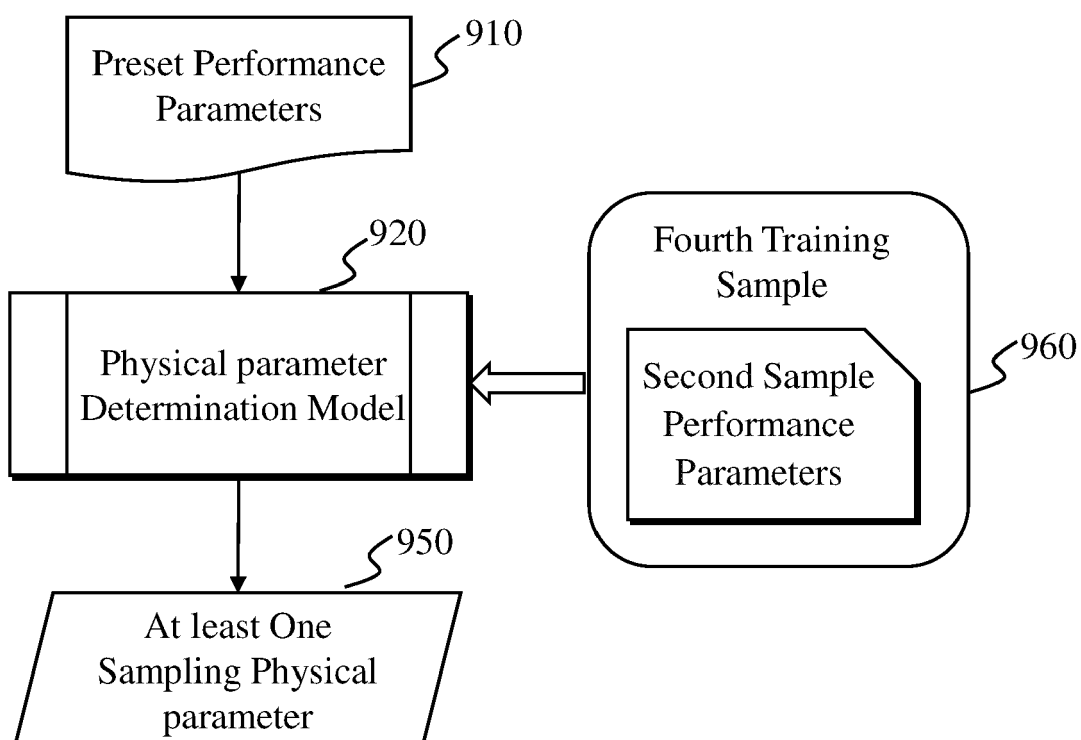 910
Preset Performance
Parameters
920
Physical parameter
Determination Model
Fourth Training
Sample
960
Second Sample
Performance
Parameters
950
At least One
Sampling Physical
parameter